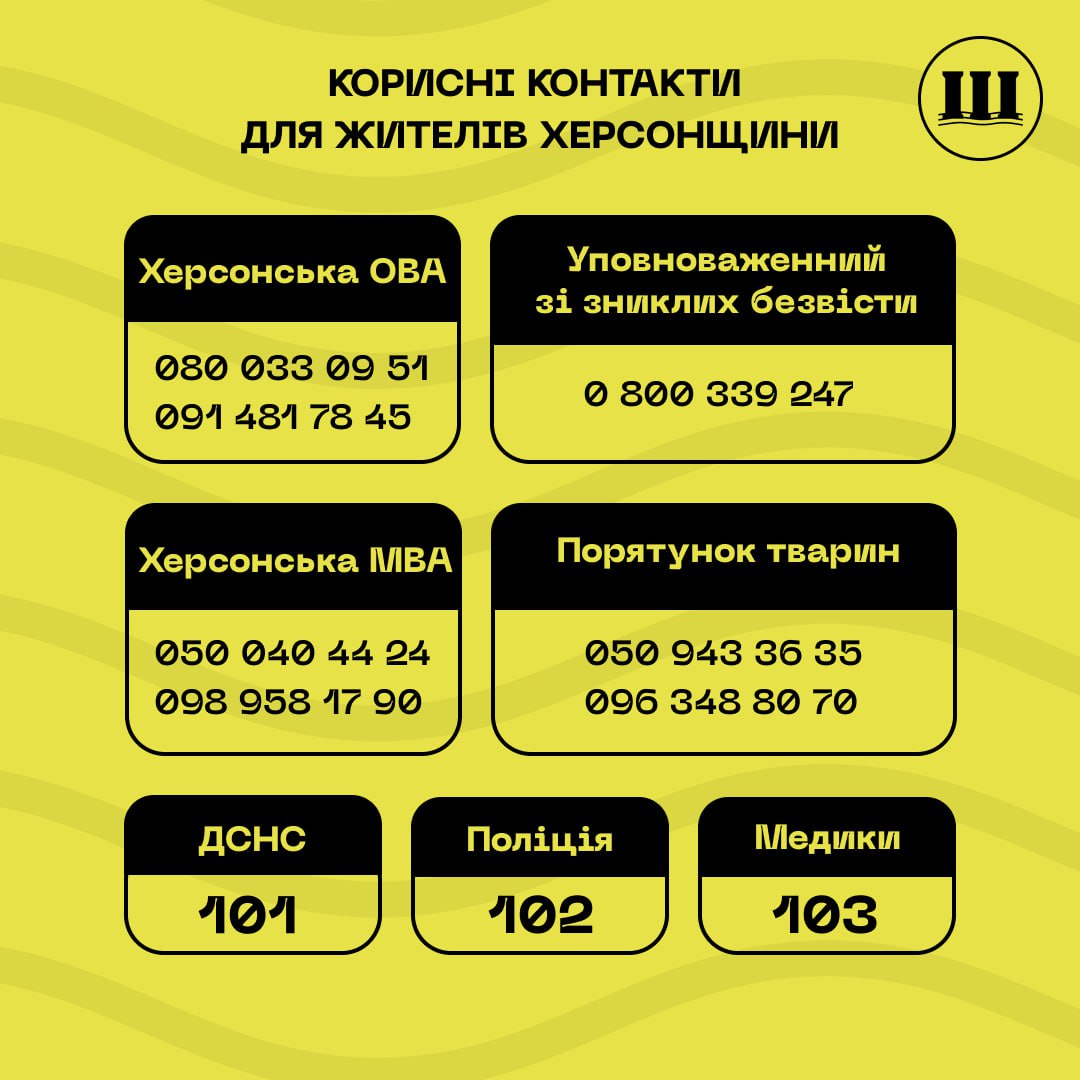 КОРИСНІ КОНТАКТИ
ДЛЯ ЖИТЕЛІВ ХЕРСОНЩИНИ
Ш
Херсонська ОВА
080 033 09 51
091 481 78 45
Уповноваженний
зі зниклих безвісти
0 800 339 247
Херсонська МВА
050 040 44 24
098 958 17 90
Порятунок тварин
050 943 36 35
096 348 80 70
ДСНС
101
Поліція
102
Медики
103